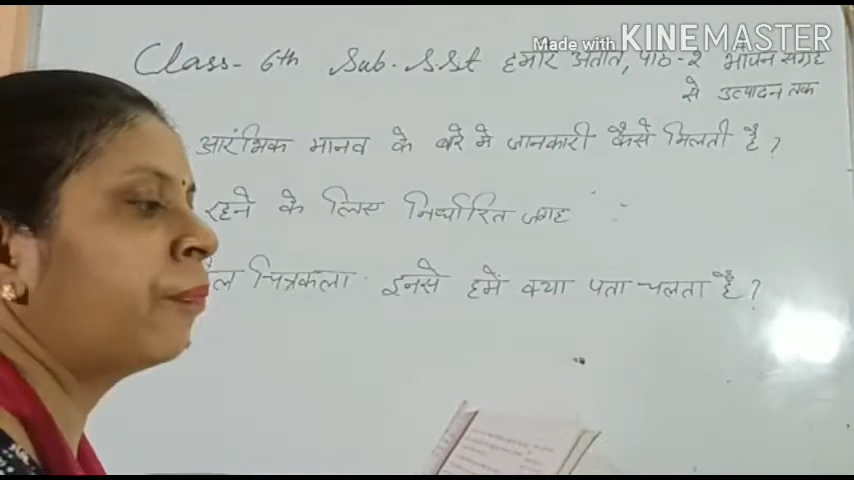 Made with KINEMASTER
Class- 6th Sub. S.St हमारे अतीत, पाठ-२ भोजन संग्रह
से उत्पादन तक
आरंभिक मानव के बारे मे जानकारी कैसे मिलती है ?
रहने के लिए निर्धारित जगह
चित्रकला इनसे हमें क्या पता चलता है ?